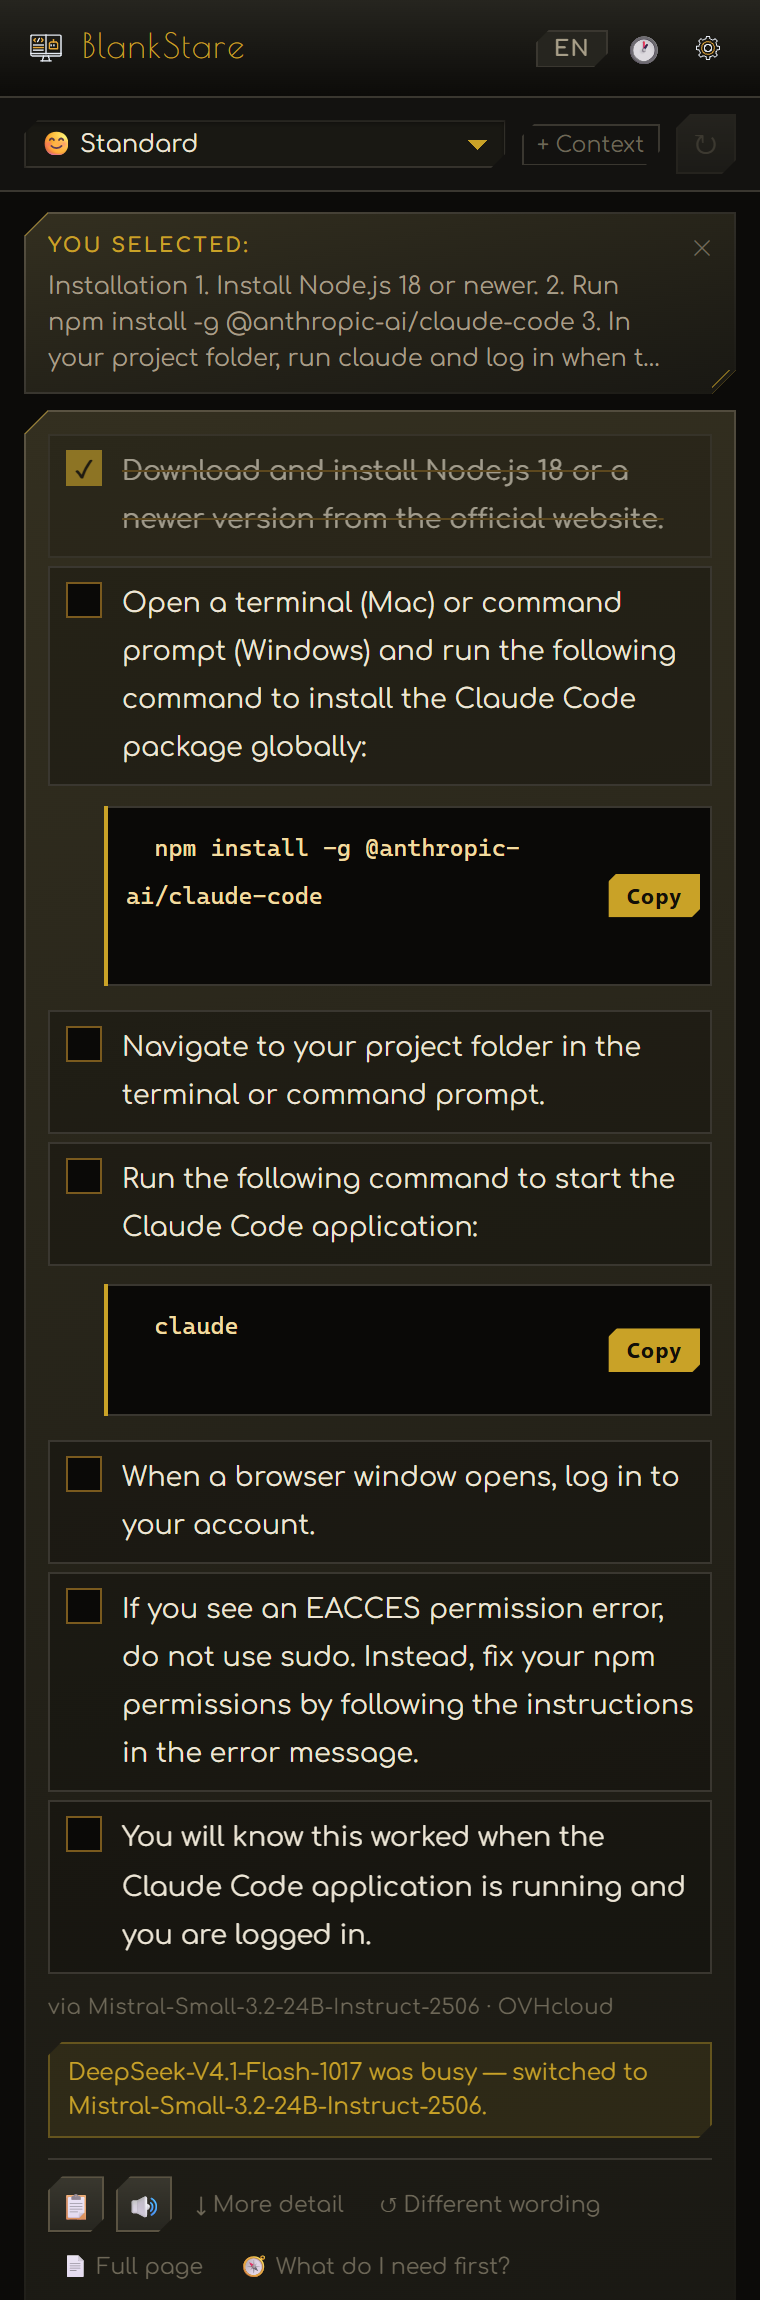 BlankStare
EN
Standard
+ Context
YOU SELECTED:
Installation 1. Install Node.js 18 or newer. 2. Run
npm install -g @anthropic-ai/claude-code 3. In
your project folder, run claude and log in when t...
Download and install Node.js 18 or a
newer version from the official website.
Open a terminal (Mac) or command
prompt (Windows) and run the following
command to install the Claude Code
package globally:
npm install -g @anthropic-
ai/claude-code
Copy
Navigate to your project folder in the
terminal or command prompt.
Run the following command to start the
Claude Code application:
claude
Copy
When a browser window opens, log in to
your account.
If you see an EACCES permission error,
do not use sudo. Instead, fix your npm
permissions by following the instructions
in the error message.
You will know this worked when the
Claude Code application is running and
you are logged in.
via Mistral-Small-3.2-24B-Instruct-2506 · OVHcloud
DeepSeek-V4.1-Flash-1017 was busy — switched to
Mistral-Small-3.2-24B-Instruct-2506.
↓ More detail
↺ Different wording
Full page
What do I need first?